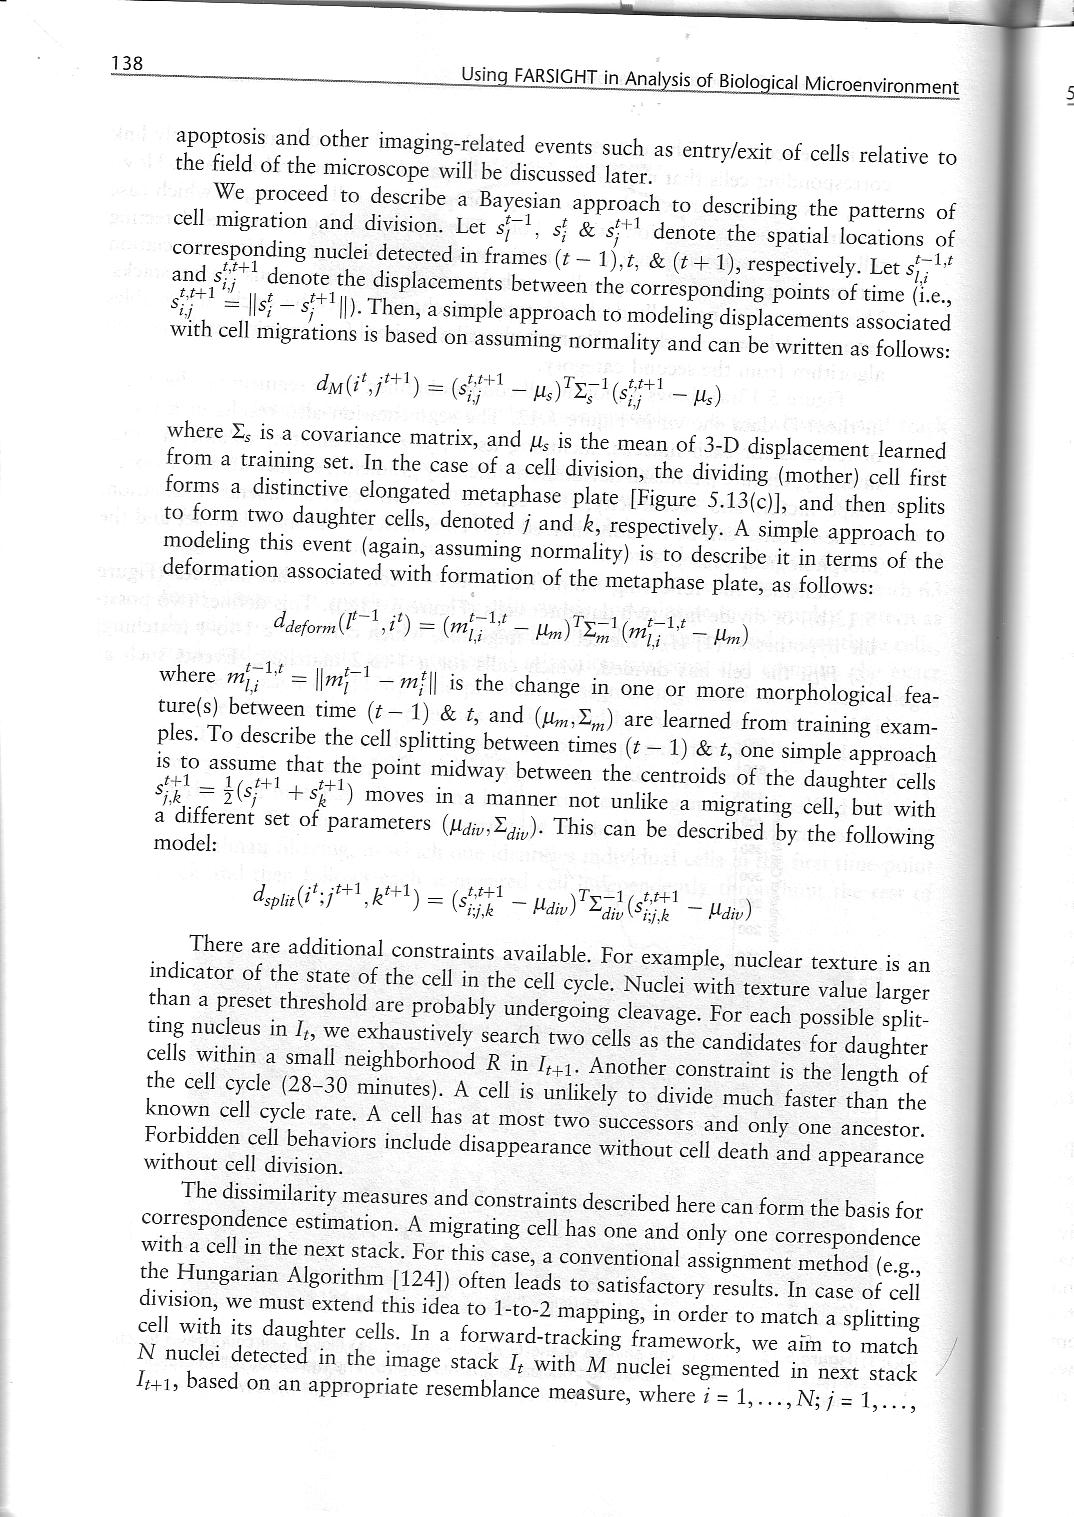 138
Using FARSIGHT in Analysis of Biological Microenvironment
5
apoptosis and other imaging-related events such as entry/exit of cells relative to
the field of the microscope will be discussed later.
We proceed to describe a Bayesian approach to describing the patterns of
cell migration and division. Let s_l^{t−1}, s_i^t & s_j^{t+1} denote the spatial locations of
corresponding nuclei detected in frames (t − 1),t, & (t + 1), respectively. Let s_{l,i}^{t−1,t}
and s_{i,j}^{t,t+1} denote the displacements between the corresponding points of time (i.e.,
s_{i,j}^{t,t+1} = ||s_i^t − s_j^{t+1}||). Then, a simple approach to modeling displacements associated
with cell migrations is based on assuming normality and can be written as follows:
d_M(i^t,j^{t+1}) = (s_{i,j}^{t,t+1} − μ_s)^T Σ_s^{−1}(s_{i,j}^{t,t+1} − μ_s)
where Σ_s is a covariance matrix, and μ_s is the mean of 3-D displacement learned
from a training set. In the case of a cell division, the dividing (mother) cell first
forms a distinctive elongated metaphase plate [Figure 5.13(c)], and then splits
to form two daughter cells, denoted j and k, respectively. A simple approach to
modeling this event (again, assuming normality) is to describe it in terms of the
deformation associated with formation of the metaphase plate, as follows:
d_{deform}(l^{t−1},i^t) = (m_{l,i}^{t−1,t} − μ_m)^T Σ_m^{−1}(m_{l,i}^{t−1,t} − μ_m)
where m_{l,i}^{t−1,t} = ||m_l^{t−1} − m_i^t|| is the change in one or more morphological fea-
ture(s) between time (t − 1) & t, and (μ_m,Σ_m) are learned from training exam-
ples. To describe the cell splitting between times (t − 1) & t, one simple approach
is to assume that the point midway between the centroids of the daughter cells
s_{j,k}^{t+1} = ½(s_j^{t+1} + s_k^{t+1}) moves in a manner not unlike a migrating cell, but with
a different set of parameters (μ_{div},Σ_{div}). This can be described by the following
model:
d_{split}(i^t;j^{t+1},k^{t+1}) = (s_{i;j,k}^{t,t+1} − μ_{div})^T Σ_{div}^{−1}(s_{i;j,k}^{t,t+1} − μ_{div})
There are additional constraints available. For example, nuclear texture is an
indicator of the state of the cell in the cell cycle. Nuclei with texture value larger
than a preset threshold are probably undergoing cleavage. For each possible split-
ting nucleus in I_t, we exhaustively search two cells as the candidates for daughter
cells within a small neighborhood R in I_{t+1}. Another constraint is the length of
the cell cycle (28–30 minutes). A cell is unlikely to divide much faster than the
known cell cycle rate. A cell has at most two successors and only one ancestor.
Forbidden cell behaviors include disappearance without cell death and appearance
without cell division.
The dissimilarity measures and constraints described here can form the basis for
correspondence estimation. A migrating cell has one and only one correspondence
with a cell in the next stack. For this case, a conventional assignment method (e.g.,
the Hungarian Algorithm [124]) often leads to satisfactory results. In case of cell
division, we must extend this idea to 1-to-2 mapping, in order to match a splitting
cell with its daughter cells. In a forward-tracking framework, we aim to match
N nuclei detected in the image stack I_t with M nuclei segmented in next stack
I_{t+1}, based on an appropriate resemblance measure, where i = 1,...,N; j = 1,...,